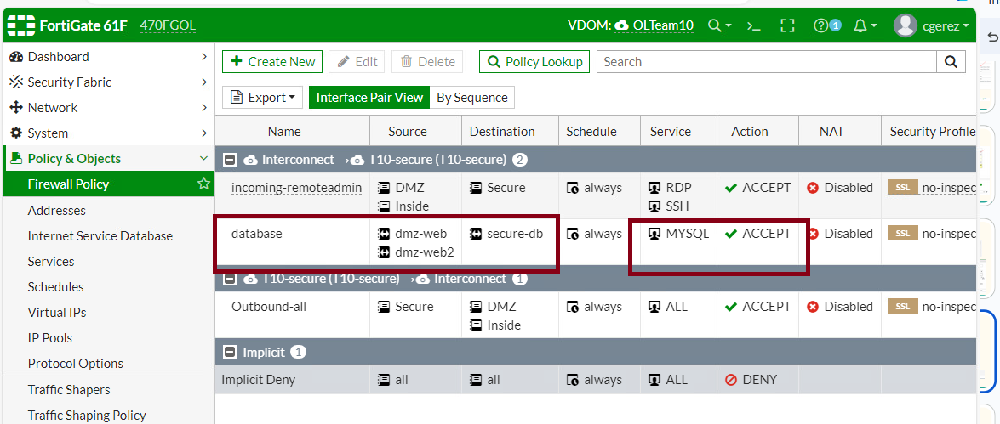 FortiGate 61F 470FGOL VDOM: OLTeam10 >_ 1 cgerez
Dashboard
Security Fabric
Network
System
Policy & Objects
Firewall Policy
Addresses
Internet Service Database
Services
Schedules
Virtual IPs
IP Pools
Protocol Options
Traffic Shapers
Traffic Shaping Policy
Create New Edit Delete Policy Lookup Search
Export Interface Pair View By Sequence
Name Source Destination Schedule Service Action NAT Security Profile
Interconnect → T10-secure (T10-secure) 2
incoming-remoteadmin DMZ Secure always RDP ACCEPT Disabled SSL no-inspec
Inside SSH
database dmz-web secure-db always MYSQL ACCEPT Disabled SSL no-inspec
dmz-web2
T10-secure (T10-secure) → Interconnect 1
Outbound-all Secure DMZ always ALL ACCEPT Disabled SSL no-inspec
Inside
Implicit 1
Implicit Deny all all always ALL DENY